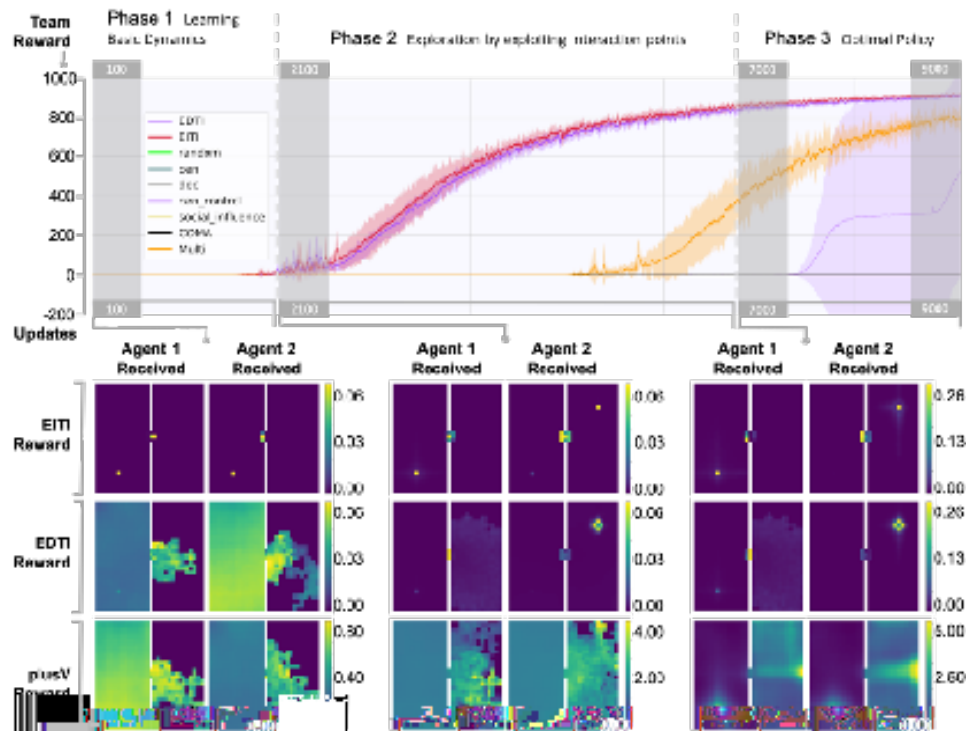 Team
Reward
Phase 1 Learning
Basic Dynamics
Phase 2 Exploration by exploiting interaction points
Phase 3 Optimal Policy
100
2100
7000
9000
1000
800
600
400
200
0
-200
EDTI
EITI
random
cen
dec
cen_control
social_influence
COMA
Multi
100
2100
7000
9000
Updates
Agent 1
Received
Agent 2
Received
Agent 1
Received
Agent 2
Received
Agent 1
Received
Agent 2
Received
EITI
Reward
0.06
0.03
0.00
0.06
0.03
0.00
0.26
0.13
0.00
EDTI
Reward
0.06
0.03
0.00
0.06
0.03
0.00
0.26
0.13
0.00
plusV
Reward
0.80
0.40
4.00
2.00
2.60